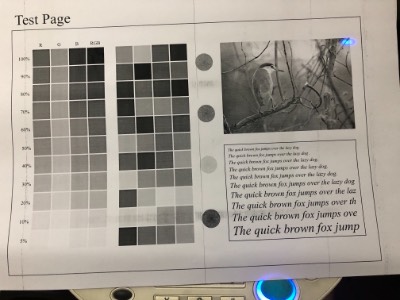 Test Page
R G B RGB
100%
90%
80%
70%
60%
50%
40%
30%
20%
10%
5%
The quick brown fox jumps over the lazy dog.
The quick brown fox jumps over the lazy dog.
The quick brown fox jumps over the lazy dog.
The quick brown fox jumps over the lazy dog.
The quick brown fox jumps over the lazy dog.
The quick brown fox jumps over the lazy dog
The quick brown fox jumps over the laz
The quick brown fox jumps over th
The quick brown fox jumps ove
The quick brown fox jump